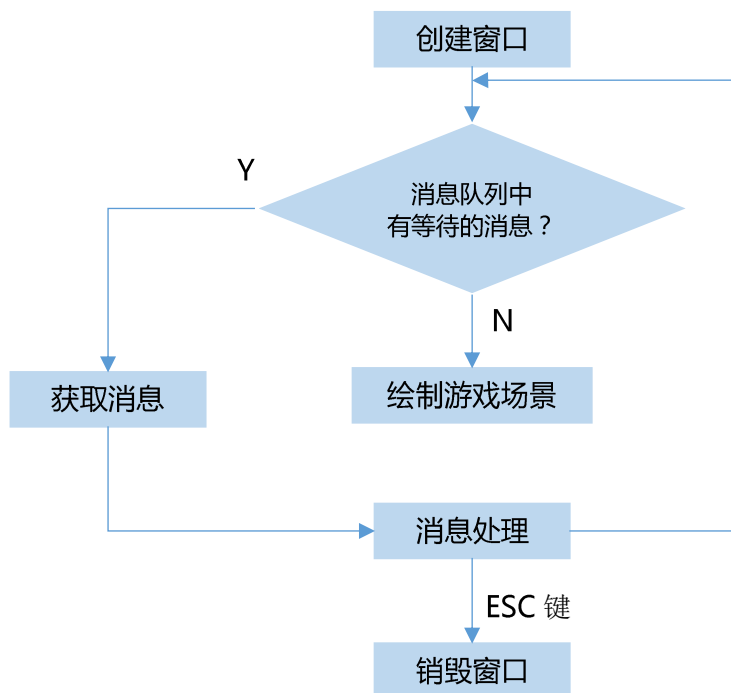 创建窗口
Y
消息队列中
有等待的消息？
N
获取消息
绘制游戏场景
消息处理
ESC 键
销毁窗口